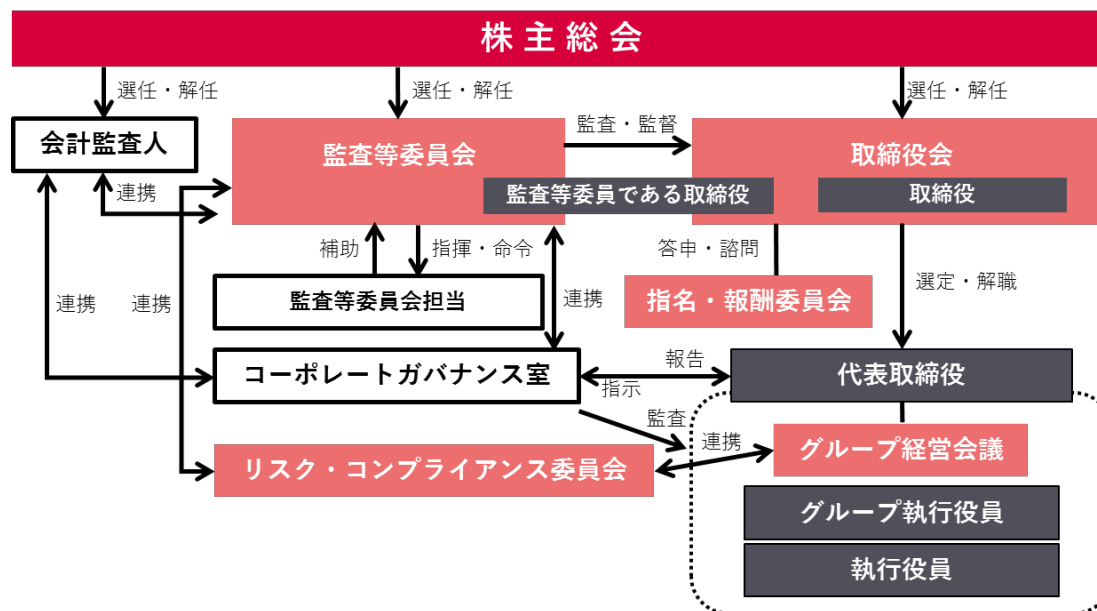 株主総会
選任・解任
選任・解任
選任・解任
会計監査人
監査等委員会
監査・監督
取締役会
連携
監査等委員である取締役
取締役
補助
指揮・命令
答申・諮問
連携
連携
監査等委員会担当
連携
指名・報酬委員会
選定・解職
コーポレートガバナンス室
報告
指示
代表取締役
監査
連携
グループ経営会議
リスク・コンプライアンス委員会
グループ執行役員
執行役員